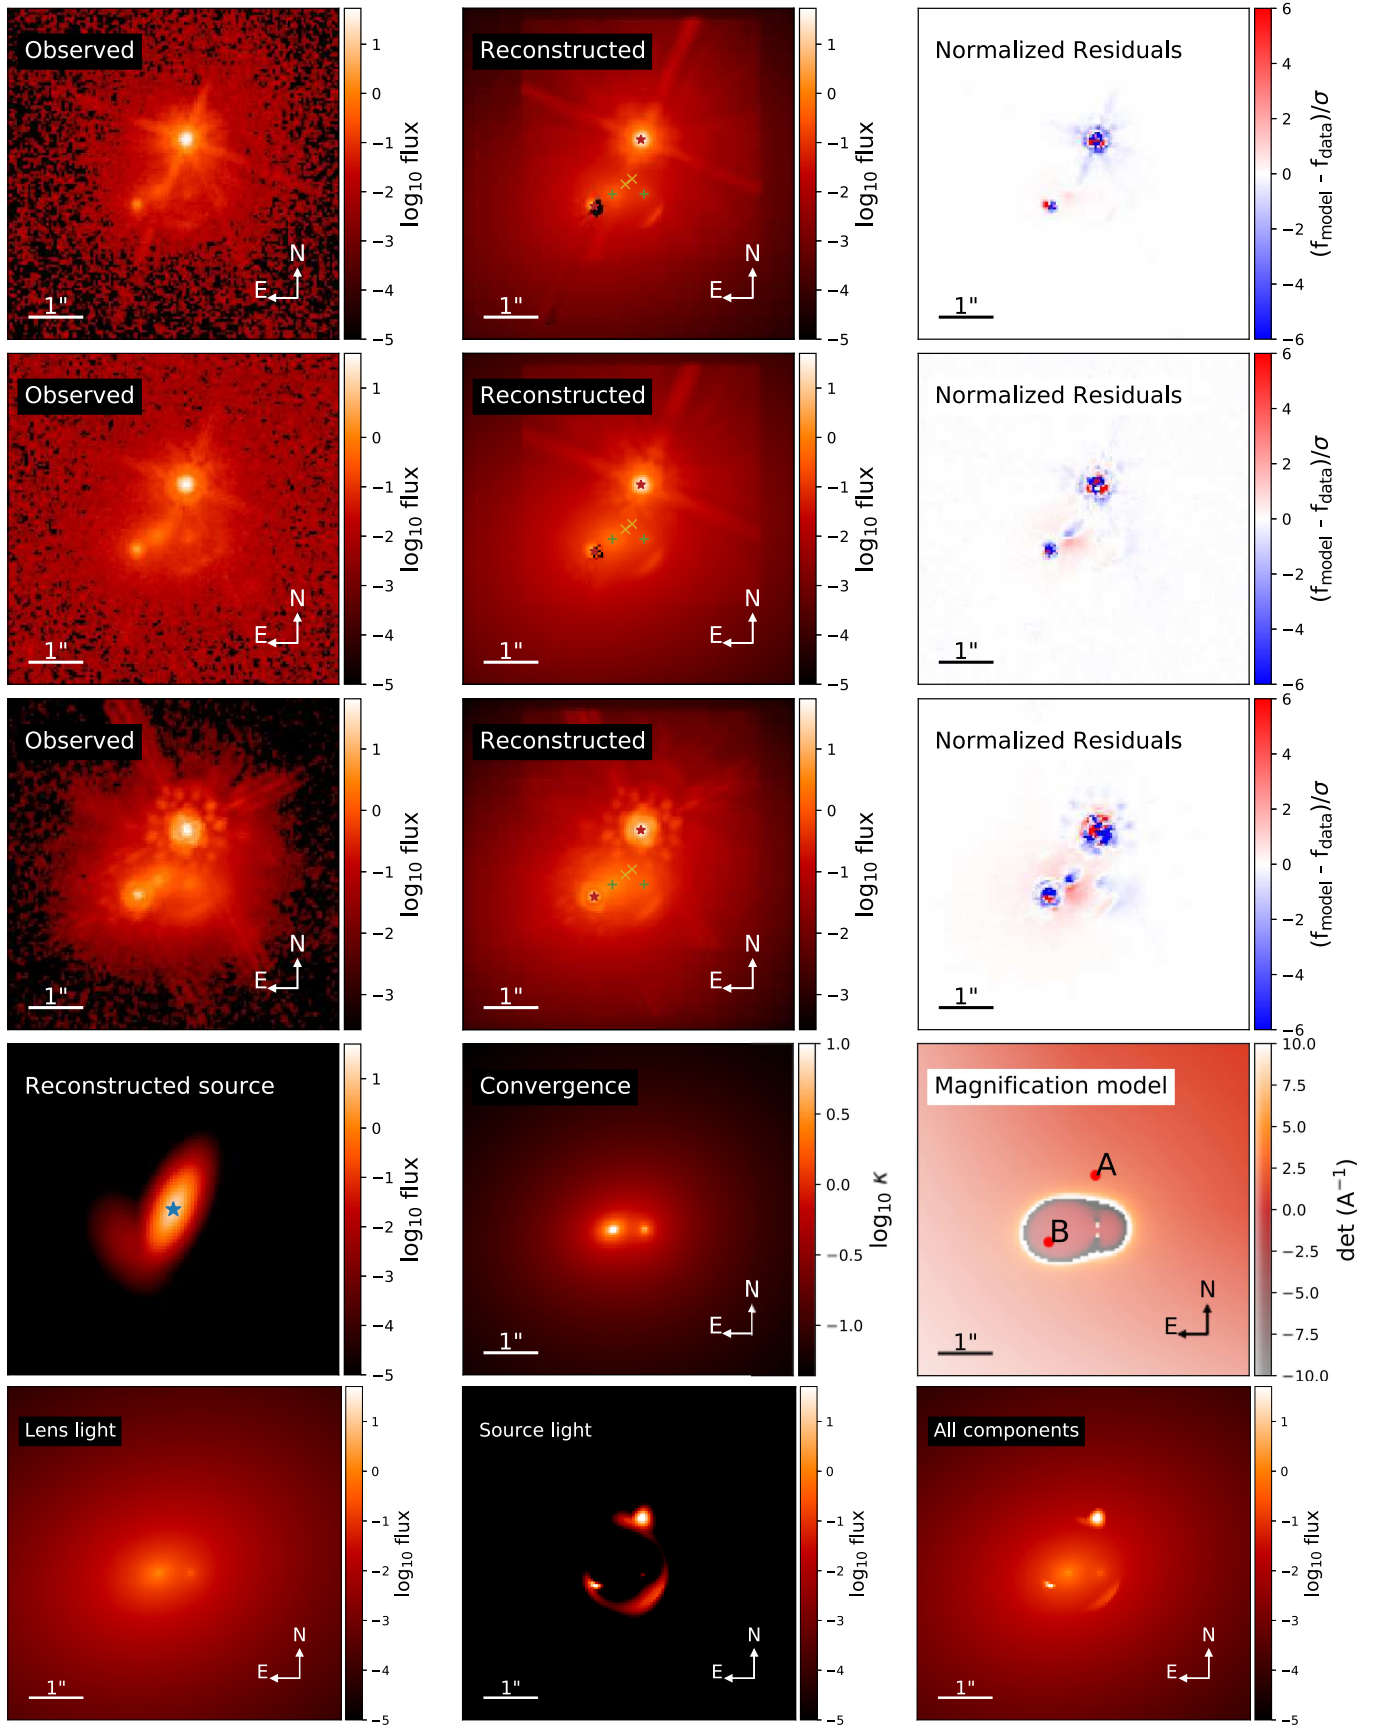 Observed
1
0
−1
−2
−3
−4
−5
log10 flux
N
E
1"
Reconstructed
1
0
−1
−2
−3
−4
−5
log10 flux
N
E
1"
Normalized Residuals
6
4
2
0
−2
−4
−6
(fmodel - fdata)/σ
1"
Observed
1
0
−1
−2
−3
−4
−5
log10 flux
N
E
1"
Reconstructed
1
0
−1
−2
−3
−4
−5
log10 flux
N
E
1"
Normalized Residuals
6
4
2
0
−2
−4
−6
(fmodel - fdata)/σ
1"
Observed
1
0
−1
−2
−3
log10 flux
N
E
1"
Reconstructed
1
0
−1
−2
−3
log10 flux
N
E
1"
Normalized Residuals
6
4
2
0
−2
−4
−6
(fmodel - fdata)/σ
1"
Reconstructed source
1
0
−1
−2
−3
−4
−5
log10 flux
Convergence
1.0
0.5
0.0
−0.5
−1.0
log10 κ
N
E
1"
Magnification model
A
B
10.0
7.5
5.0
2.5
0.0
−2.5
−5.0
−7.5
−10.0
det (A⁻¹)
N
E
1"
Lens light
1
0
−1
−2
−3
−4
−5
log10 flux
N
E
1"
Source light
1
0
−1
−2
−3
−4
−5
log10 flux
N
E
1"
All components
1
0
−1
−2
−3
−4
−5
log10 flux
N
E
1"